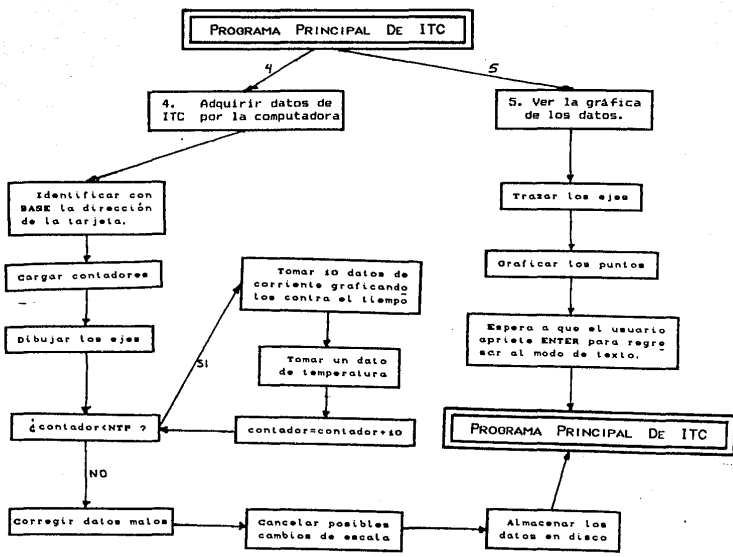 PROGRAMA PRINCIPAL DE ITC
4
5
4. Adquirir datos de
ITC por la computadora
5. Ver la gráfica
de los datos.
Identificar con
BASE la dirección
de la tarjeta.
Trazar los ejes
Cargar contadores
Tomar 10 datos de
corriente graficando
los contra el tiempo
Graficar los puntos
Dibujar los ejes
Espera a que el usuario
apriete ENTER para regre
sar al modo de texto.
SI
Tomar un dato
de temperatura
¿contador<NTP ?
contador=contador+10
PROGRAMA PRINCIPAL DE ITC
NO
Corregir datos malos
Cancelar posibles
cambios de escala
Almacenar los
datos en disco